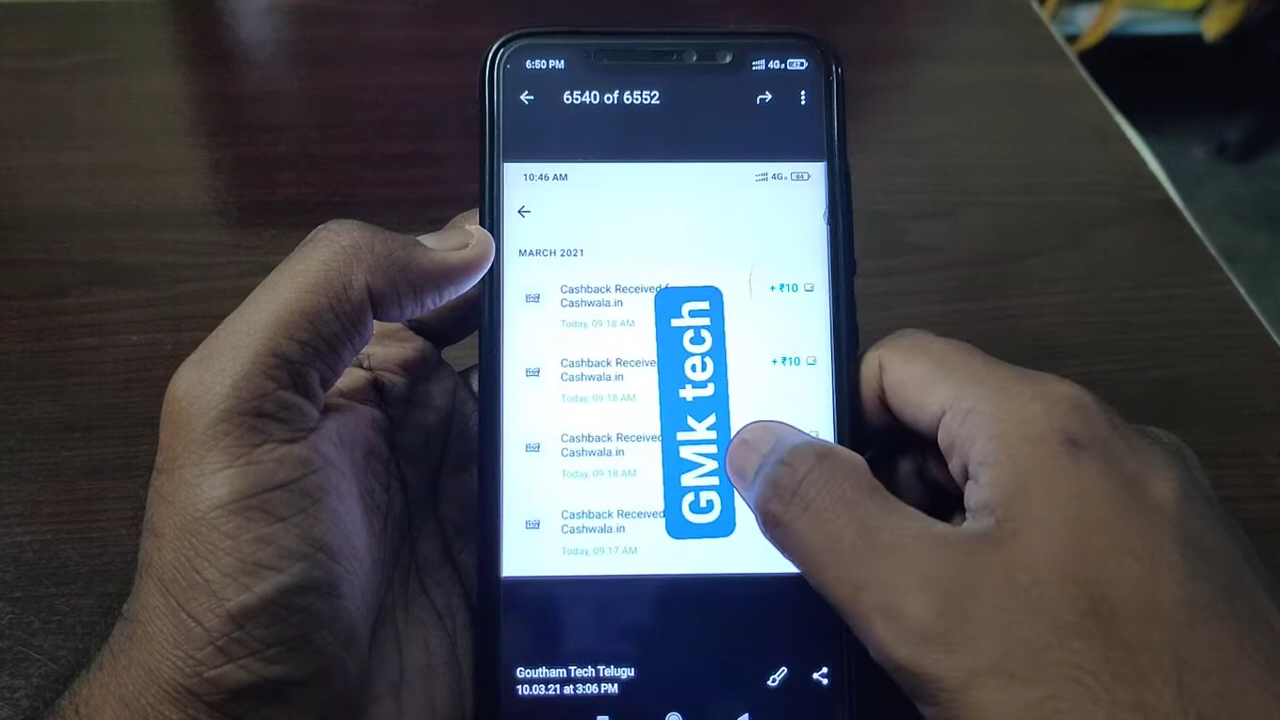 6:50 PM
4G
6540 of 6552
10:46 AM
4G
84
MARCH 2021
Cashback Received
Cashwala.in
+ ₹10
Today, 09:18 AM
Cashback Receive
Cashwala.in
+ ₹10
Today, 09:18 AM
Cashback Received
Cashwala.in
Today, 09:18 AM
Cashback Received
Cashwala.in
Today, 09:17 AM
GMk tech
Goutham Tech Telugu
10.03.21 at 3:06 PM